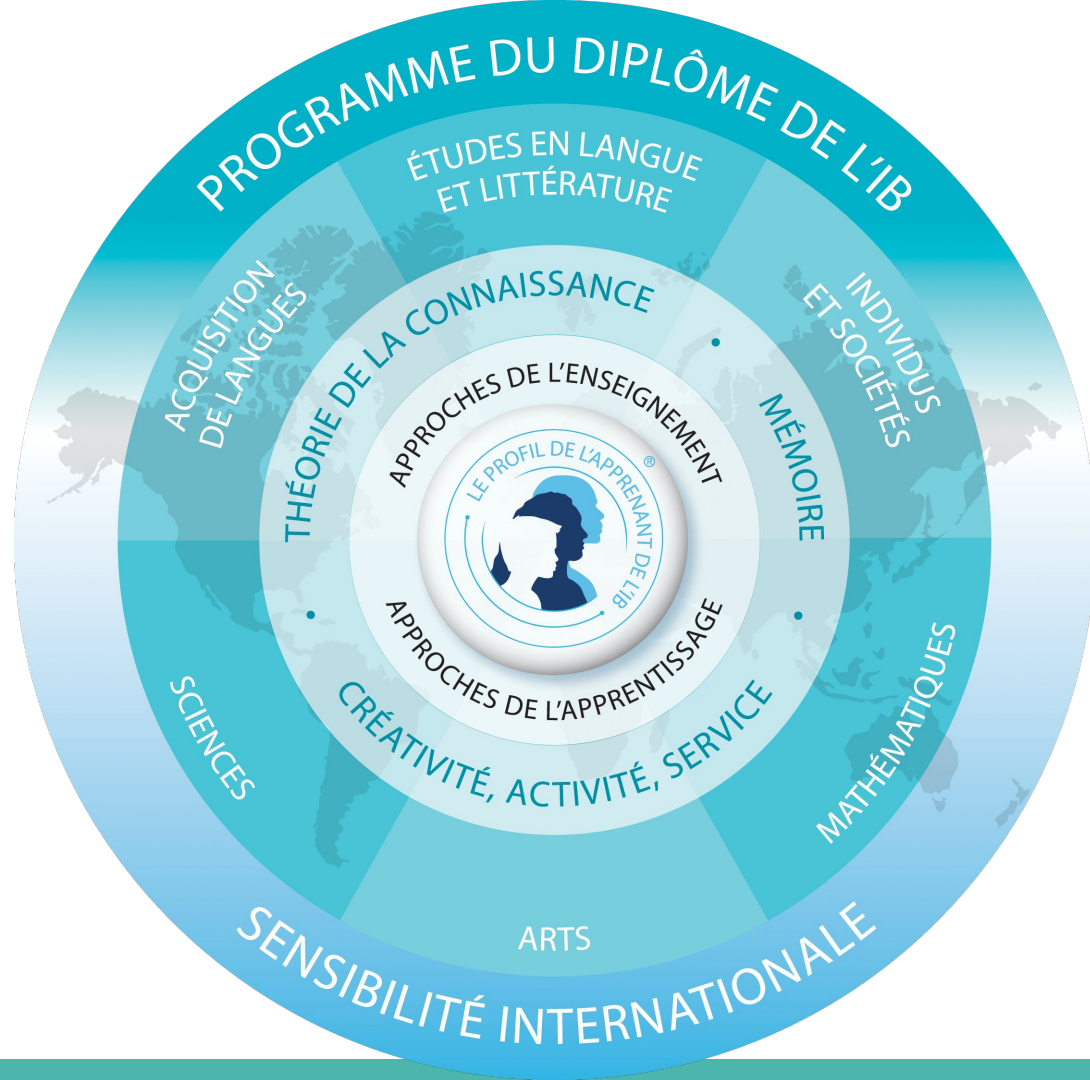 PROGRAMME DU DIPLÔME DE L'IB
ÉTUDES EN LANGUE
ET LITTÉRATURE
ACQUISITION
DE LANGUES
INDIVIDUS
ET SOCIÉTÉS
THÉORIE DE LA CONNAISSANCE
•
MÉMOIRE
APPROCHES DE L'ENSEIGNEMENT
LE PROFIL DE L'APPRENANT DE L'IB
®
APPROCHES DE L'APPRENTISSAGE
•
CRÉATIVITÉ, ACTIVITÉ, SERVICE
•
SCIENCES
MATHÉMATIQUES
ARTS
SENSIBILITÉ INTERNATIONALE